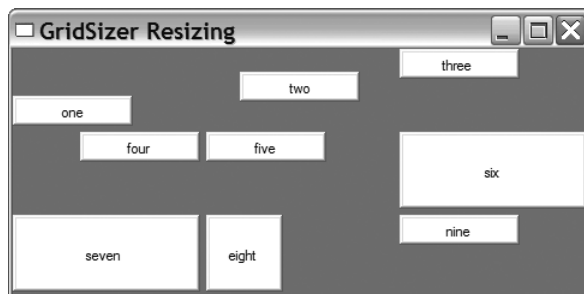 GridSizer Resizing
one
two
three
four
five
six
seven
eight
nine